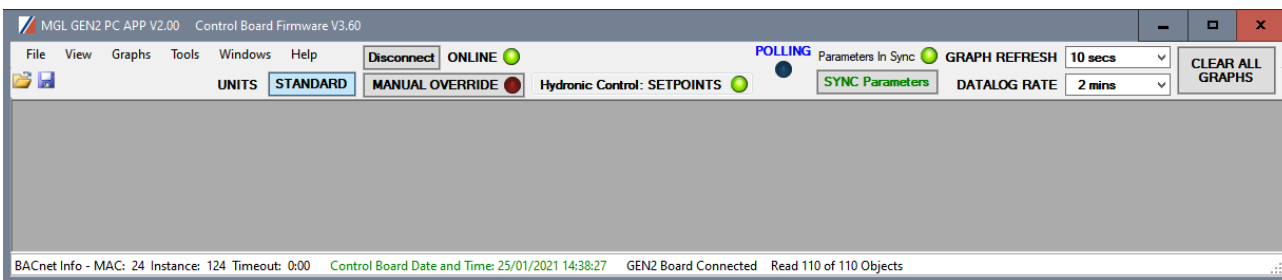 MGL GEN2 PC APP V2.00 Control Board Firmware V3.60
File View Graphs Tools Windows Help Disconnect ONLINE POLLING Parameters In Sync GRAPH REFRESH 10 secs CLEAR ALL
UNITS STANDARD MANUAL OVERRIDE Hydronic Control: SETPOINTS SYNC Parameters DATALOG RATE 2 mins GRAPHS
BACnet Info - MAC: 24 Instance: 124 Timeout: 0:00 Control Board Date and Time: 25/01/2021 14:38:27 GEN2 Board Connected Read 110 of 110 Objects